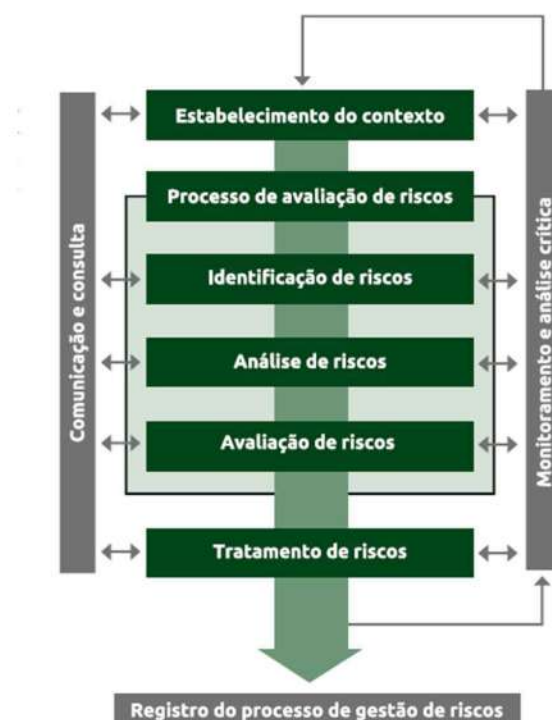 Estabelecimento do contexto
Processo de avaliação de riscos
Identificação de riscos
Análise de riscos
Avaliação de riscos
Tratamento de riscos
Comunicação e consulta
Monitoramento e análise crítica
Registro do processo de gestão de riscos